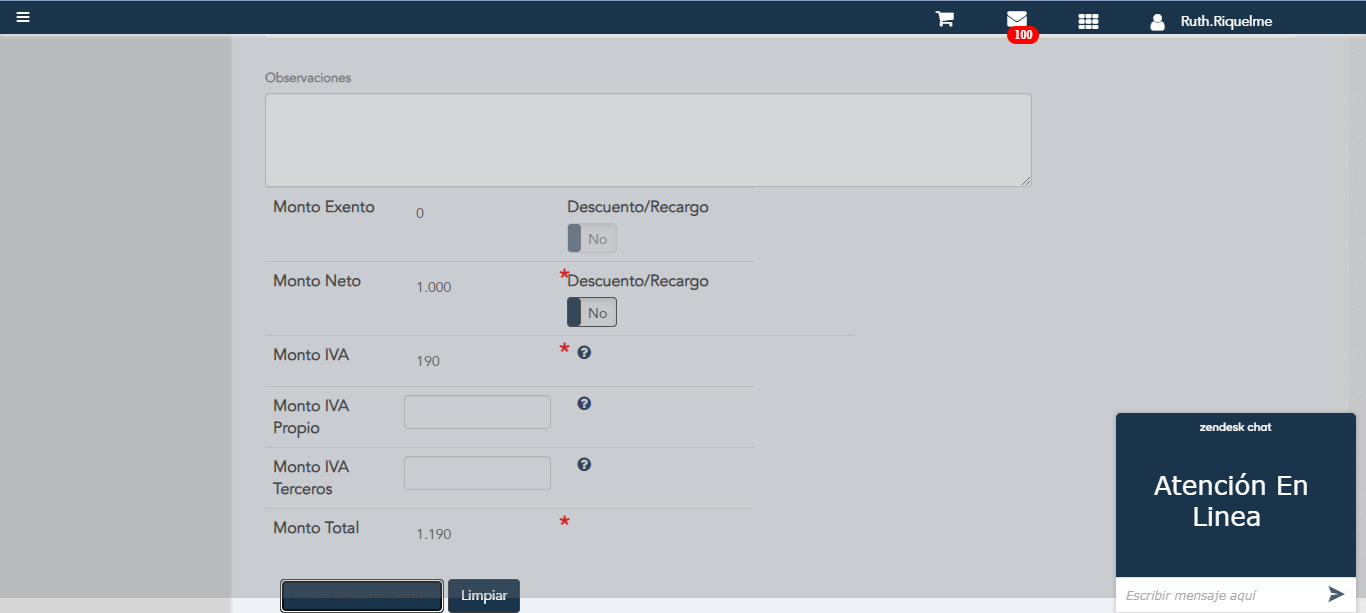 Ruth.Riquelme
100
Observaciones
Monto Exento 0 Descuento/Recargo
No
Monto Neto 1.000 *Descuento/Recargo
No
Monto IVA 190 * ?
Monto IVA ?
Propio
Monto IVA ?
Terceros
Monto Total 1.190 *
Limpiar
zendesk chat
Atención En
Linea
Escribir mensaje aquí